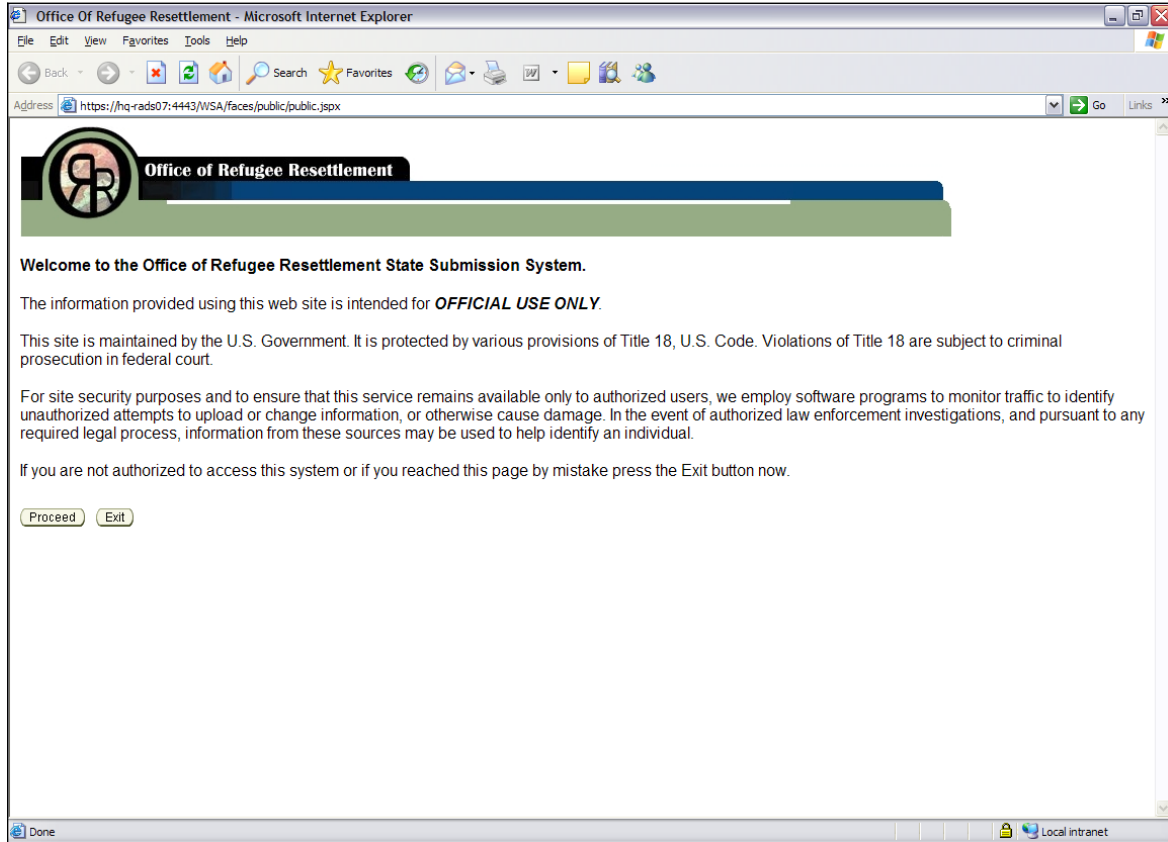 Office Of Refugee Resettlement - Microsoft Internet Explorer
File Edit View Favorites Tools Help
Back Search Favorites
Address https://hq-rads07:4443/WSA/faces/public/public.jspx Go Links »
RR
Office of Refugee Resettlement
Welcome to the Office of Refugee Resettlement State Submission System.
The information provided using this web site is intended for OFFICIAL USE ONLY.
This site is maintained by the U.S. Government. It is protected by various provisions of Title 18, U.S. Code. Violations of Title 18 are subject to criminal
prosecution in federal court.
For site security purposes and to ensure that this service remains available only to authorized users, we employ software programs to monitor traffic to identify
unauthorized attempts to upload or change information, or otherwise cause damage. In the event of authorized law enforcement investigations, and pursuant to any
required legal process, information from these sources may be used to help identify an individual.
If you are not authorized to access this system or if you reached this page by mistake press the Exit button now.
Proceed Exit
Done Local intranet